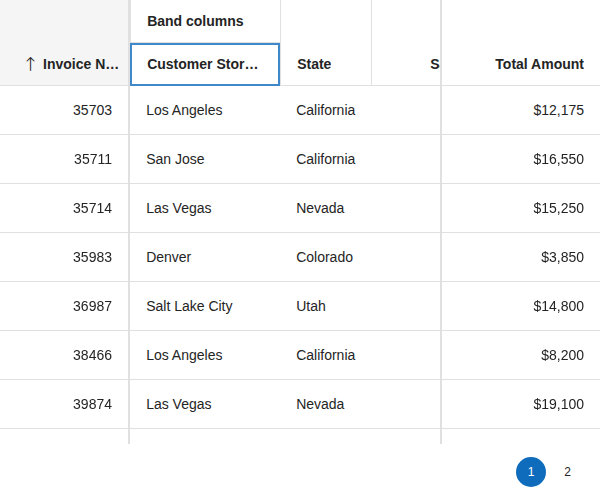 Band columns
Invoice N… Customer Stor… State S Total Amount
35703 Los Angeles California $12,175
35711 San Jose California $16,550
35714 Las Vegas Nevada $15,250
35983 Denver Colorado $3,850
36987 Salt Lake City Utah $14,800
38466 Los Angeles California $8,200
39874 Las Vegas Nevada $19,100
1 2